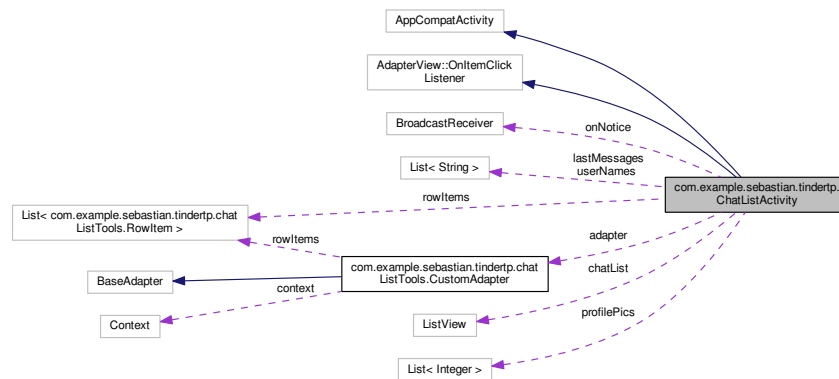 AppCompatActivity
AdapterView::OnItemClick
Listener
BroadcastReceiver
onNotice
List< String >
lastMessages
userNames
com.example.sebastian.tindertp.
ChatListActivity
rowItems
List< com.example.sebastian.tindertp.chat
ListTools.RowItem >
rowItems
adapter
com.example.sebastian.tindertp.chat
ListTools.CustomAdapter
BaseAdapter
context
chatList
Context
ListView
profilePics
List< Integer >